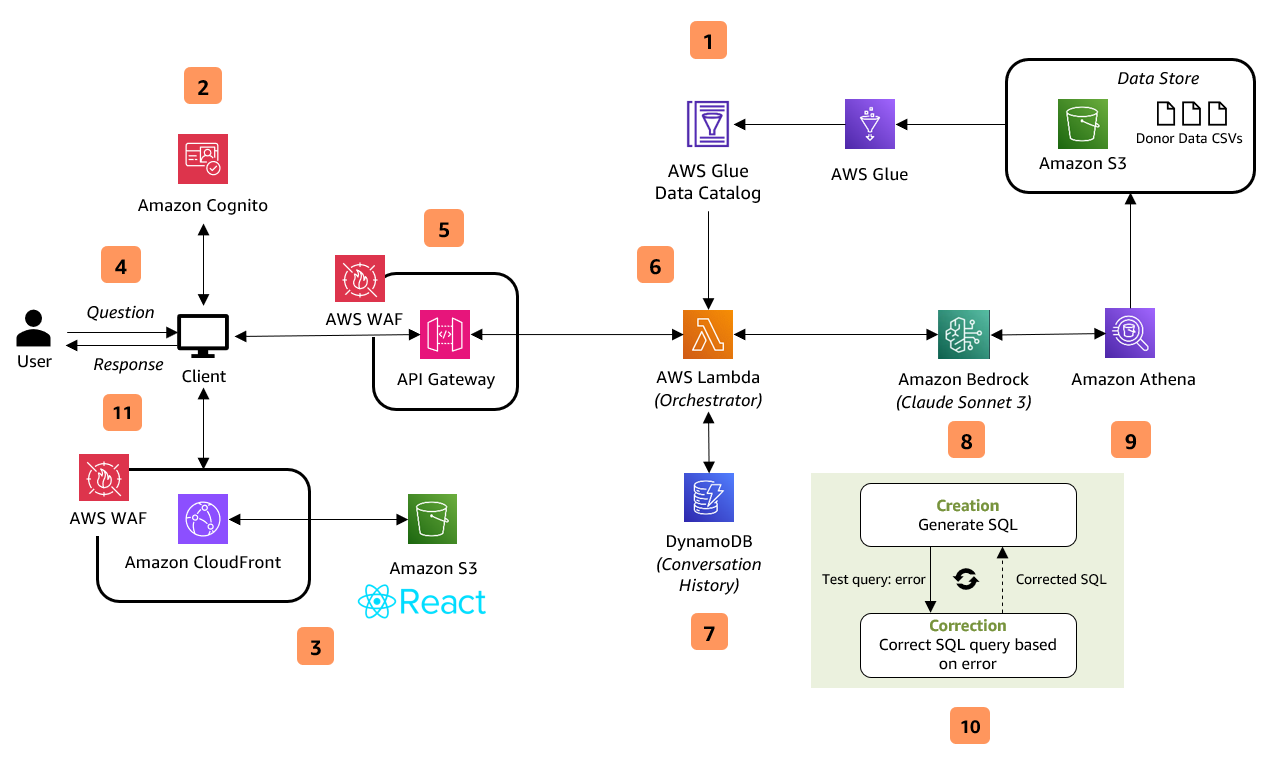 1
Data Store
Donor Data CSVs
Amazon S3
AWS Glue
AWS Glue
Data Catalog
2
Amazon Cognito
4
Question
User
Response
Client
11
5
AWS WAF
API Gateway
6
AWS Lambda
(Orchestrator)
Amazon Bedrock
(Claude Sonnet 3)
8
Amazon Athena
9
AWS WAF
Amazon CloudFront
Amazon S3
React
3
DynamoDB
(Conversation
History)
7
Creation
Generate SQL
Test query: error
Corrected SQL
Correction
Correct SQL query based
on error
10